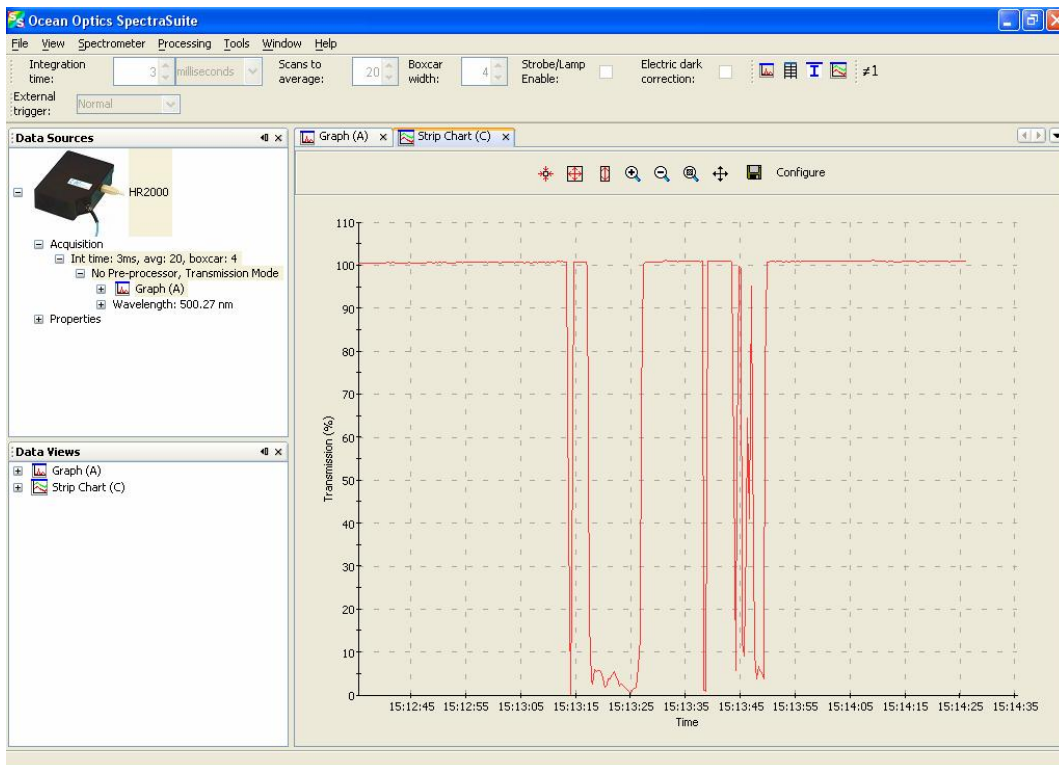 Ocean Optics SpectraSuite
File View Spectrometer Processing Tools Window Help
Integration time: 3 milliseconds Scans to average: 20 Boxcar width: 4 Strobe/Lamp Enable: Electric dark correction: ≠1
External trigger: Normal
Data Sources
HR2000
Acquisition
Int time: 3ms, avg: 20, boxcar: 4
No Pre-processor, Transmission Mode
Graph (A)
Wavelength: 500.27 nm
Properties
Data Views
Graph (A)
Strip Chart (C)
Graph (A) x Strip Chart (C) x
Configure
110
100
90
80
70
60
50
40
30
20
10
0
Transmission (%)
15:12:45 15:12:55 15:13:05 15:13:15 15:13:25 15:13:35 15:13:45 15:13:55 15:14:05 15:14:15 15:14:25 15:14:35
Time